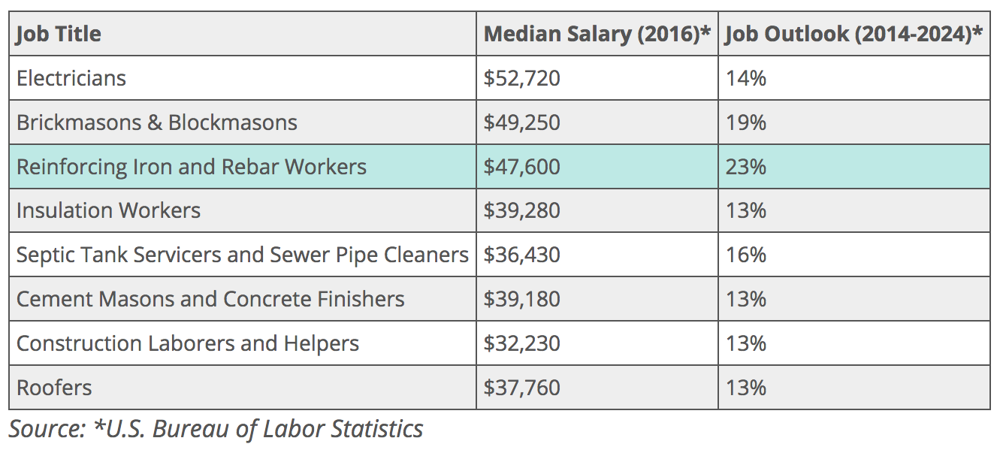 Job Title Median Salary (2016)* Job Outlook (2014-2024)*
Electricians $52,720 14%
Brickmasons & Blockmasons $49,250 19%
Reinforcing Iron and Rebar Workers $47,600 23%
Insulation Workers $39,280 13%
Septic Tank Servicers and Sewer Pipe Cleaners $36,430 16%
Cement Masons and Concrete Finishers $39,180 13%
Construction Laborers and Helpers $32,230 13%
Roofers $37,760 13%
Source: *U.S. Bureau of Labor Statistics